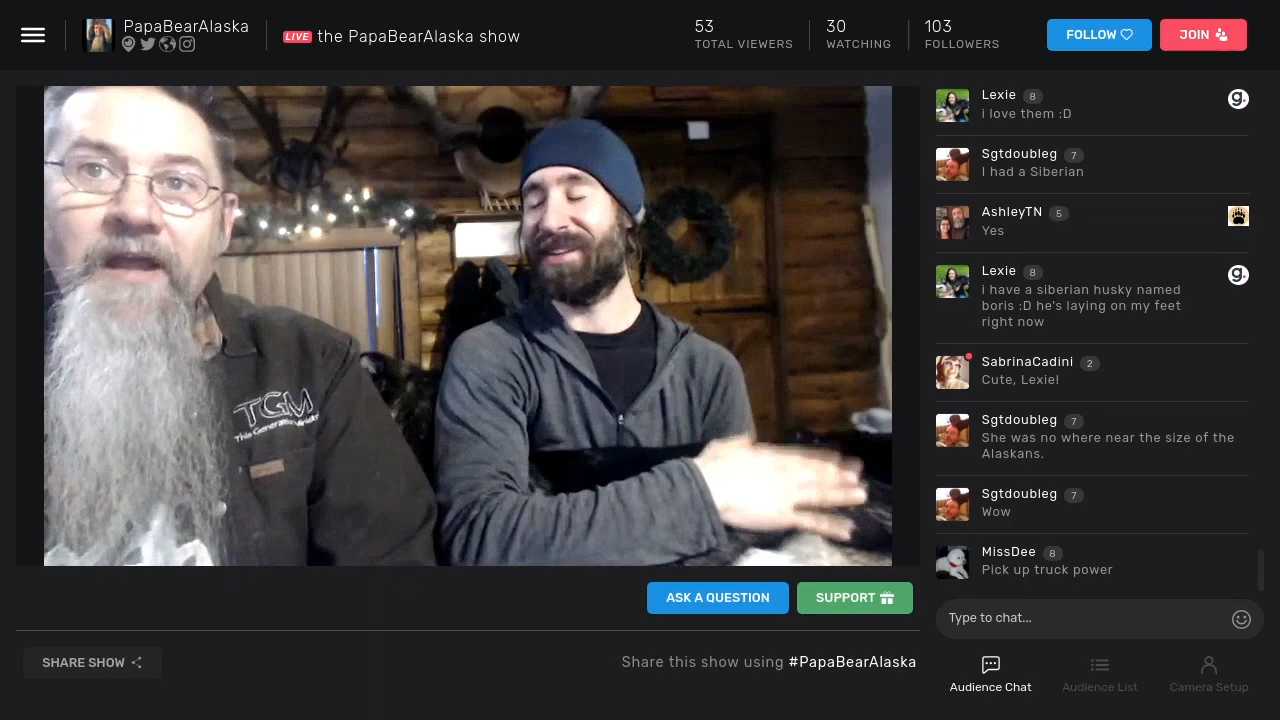 PapaBearAlaska
LIVE the PapaBearAlaska show
53
TOTAL VIEWERS
30
WATCHING
103
FOLLOWERS
FOLLOW
JOIN
TGM
Lexie 8
i love them :D
g.
Sgtdoubleg 7
I had a Siberian
AshleyTN 5
Yes
Lexie 8
i have a siberian husky named
boris :D he's laying on my feet
right now
g.
SabrinaCadini 2
Cute, Lexiel
Sgtdoubleg 7
She was no where near the size of the
Alaskans.
Sgtdoubleg 7
Wow
MissDee 8
Pick up truck power
ASK A QUESTION
SUPPORT
Type to chat...
SHARE SHOW
Share this show using #PapaBearAlaska
Audience Chat
Audience List
Camera Setup